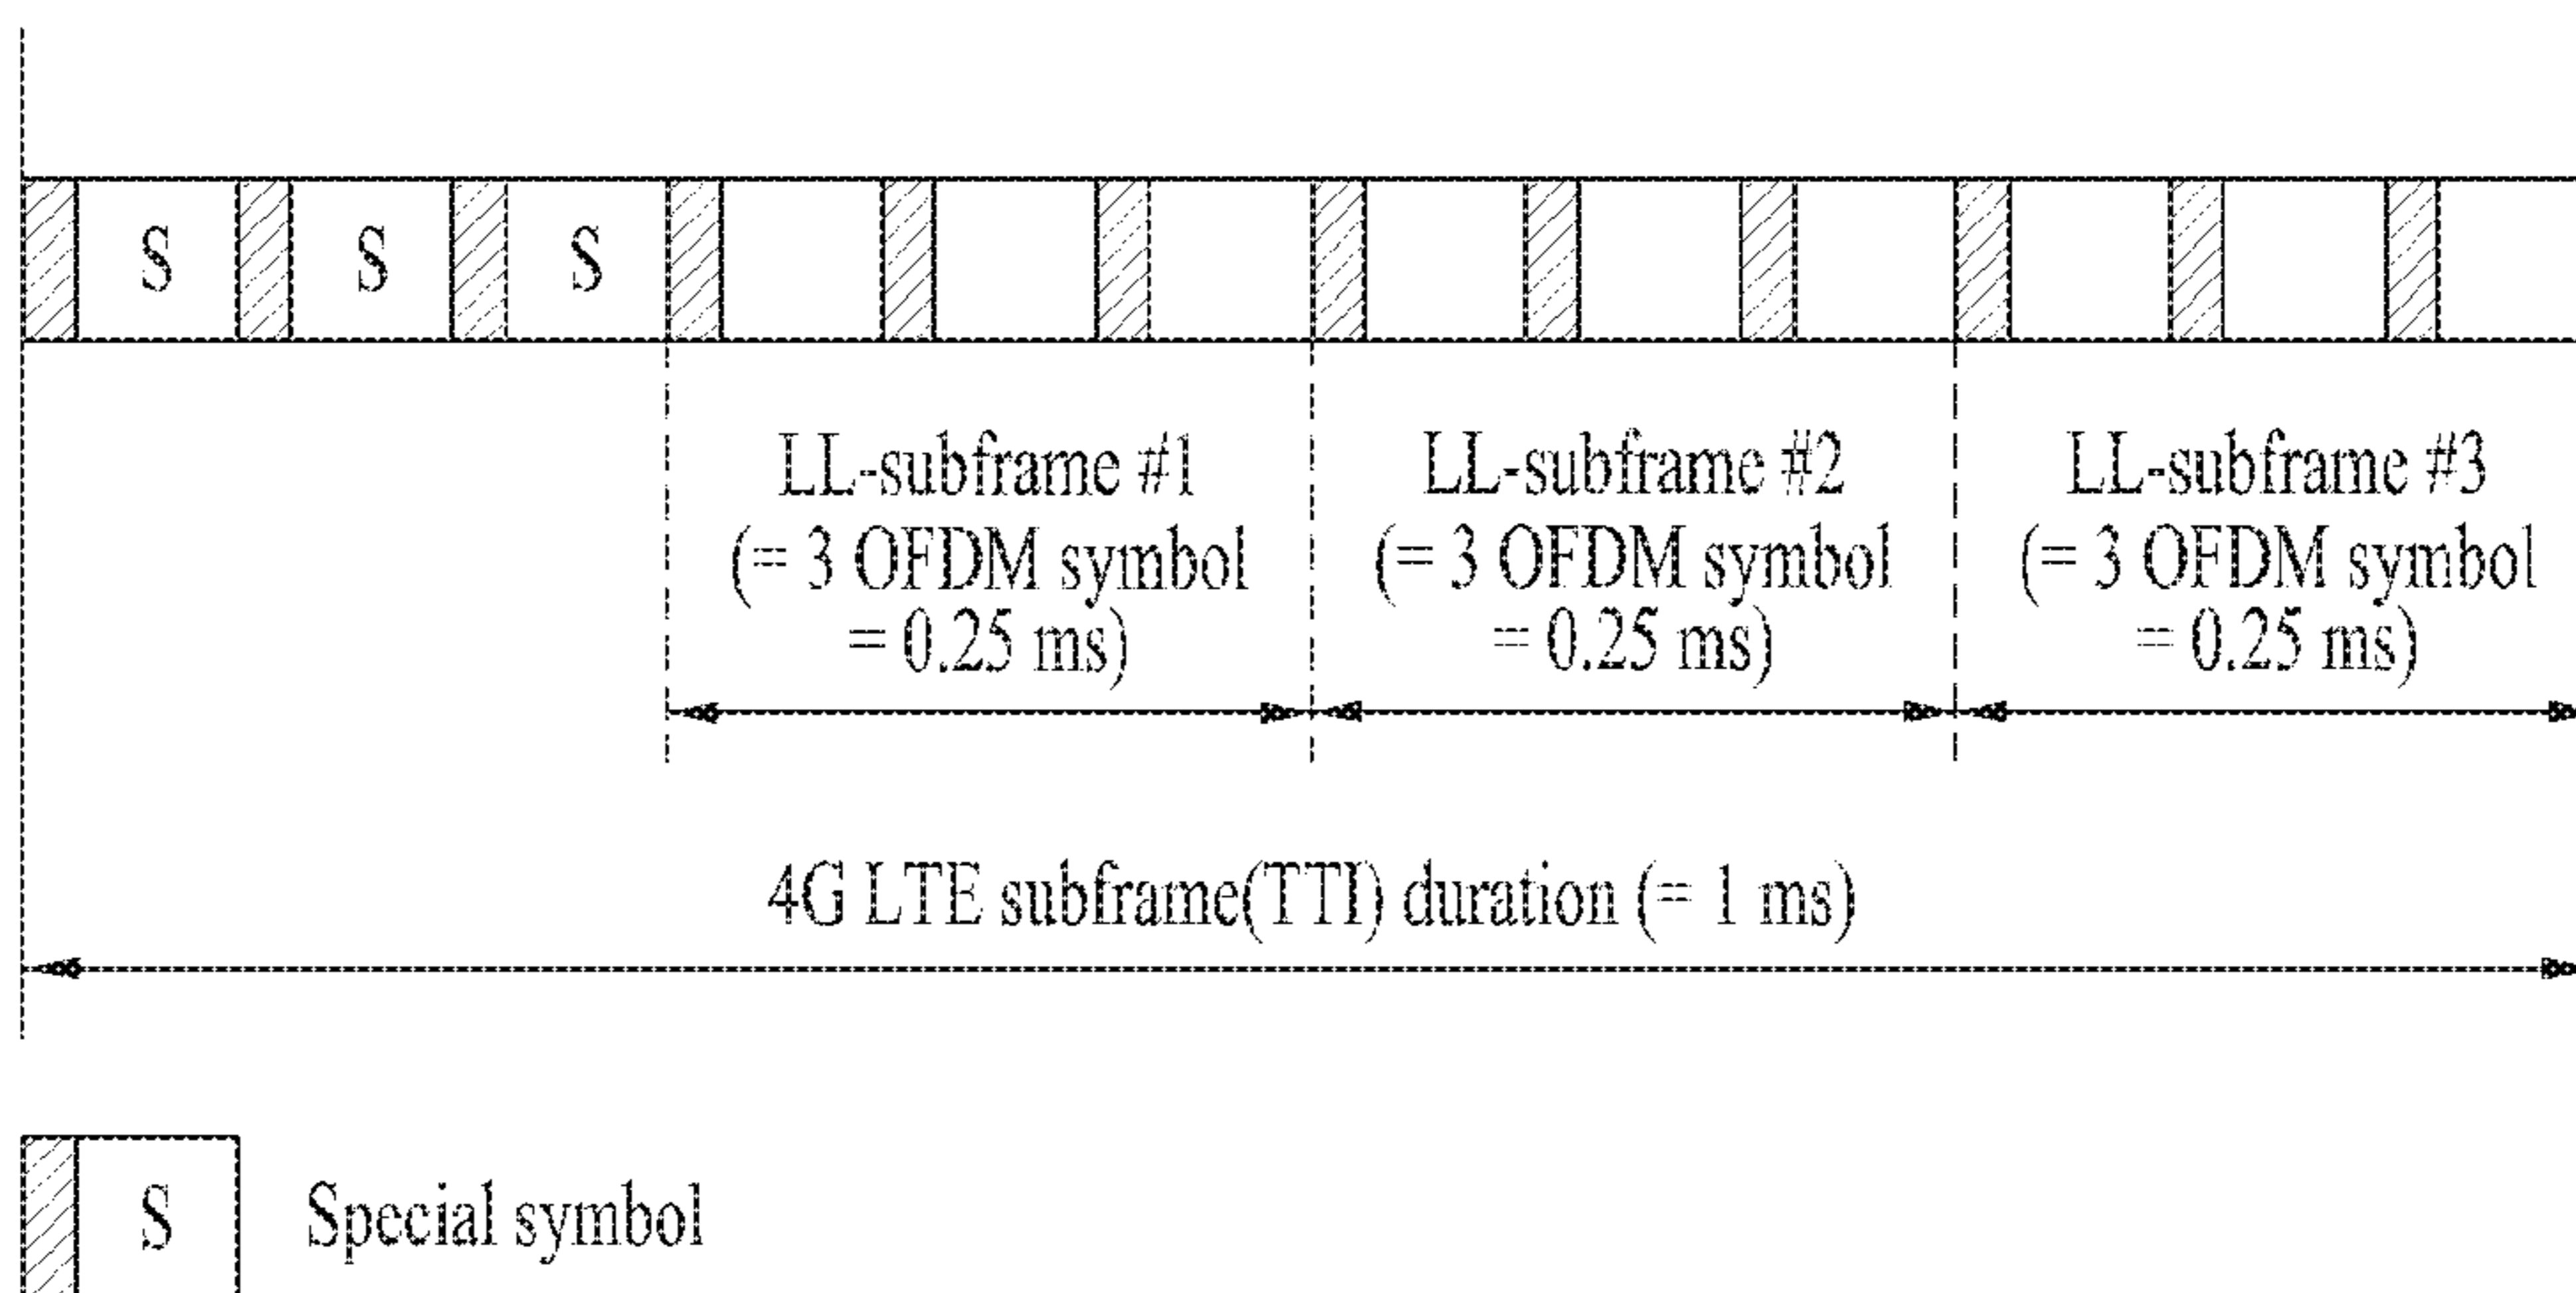 S S S
LL-subframe #1
(= 3 OFDM symbol
= 0.25 ms)
LL-subframe #2
(= 3 OFDM symbol
= 0.25 ms)
LL-subframe #3
(= 3 OFDM symbol
= 0.25 ms)
4G LTE subframe(TTI) duration (= 1 ms)
S Special symbol